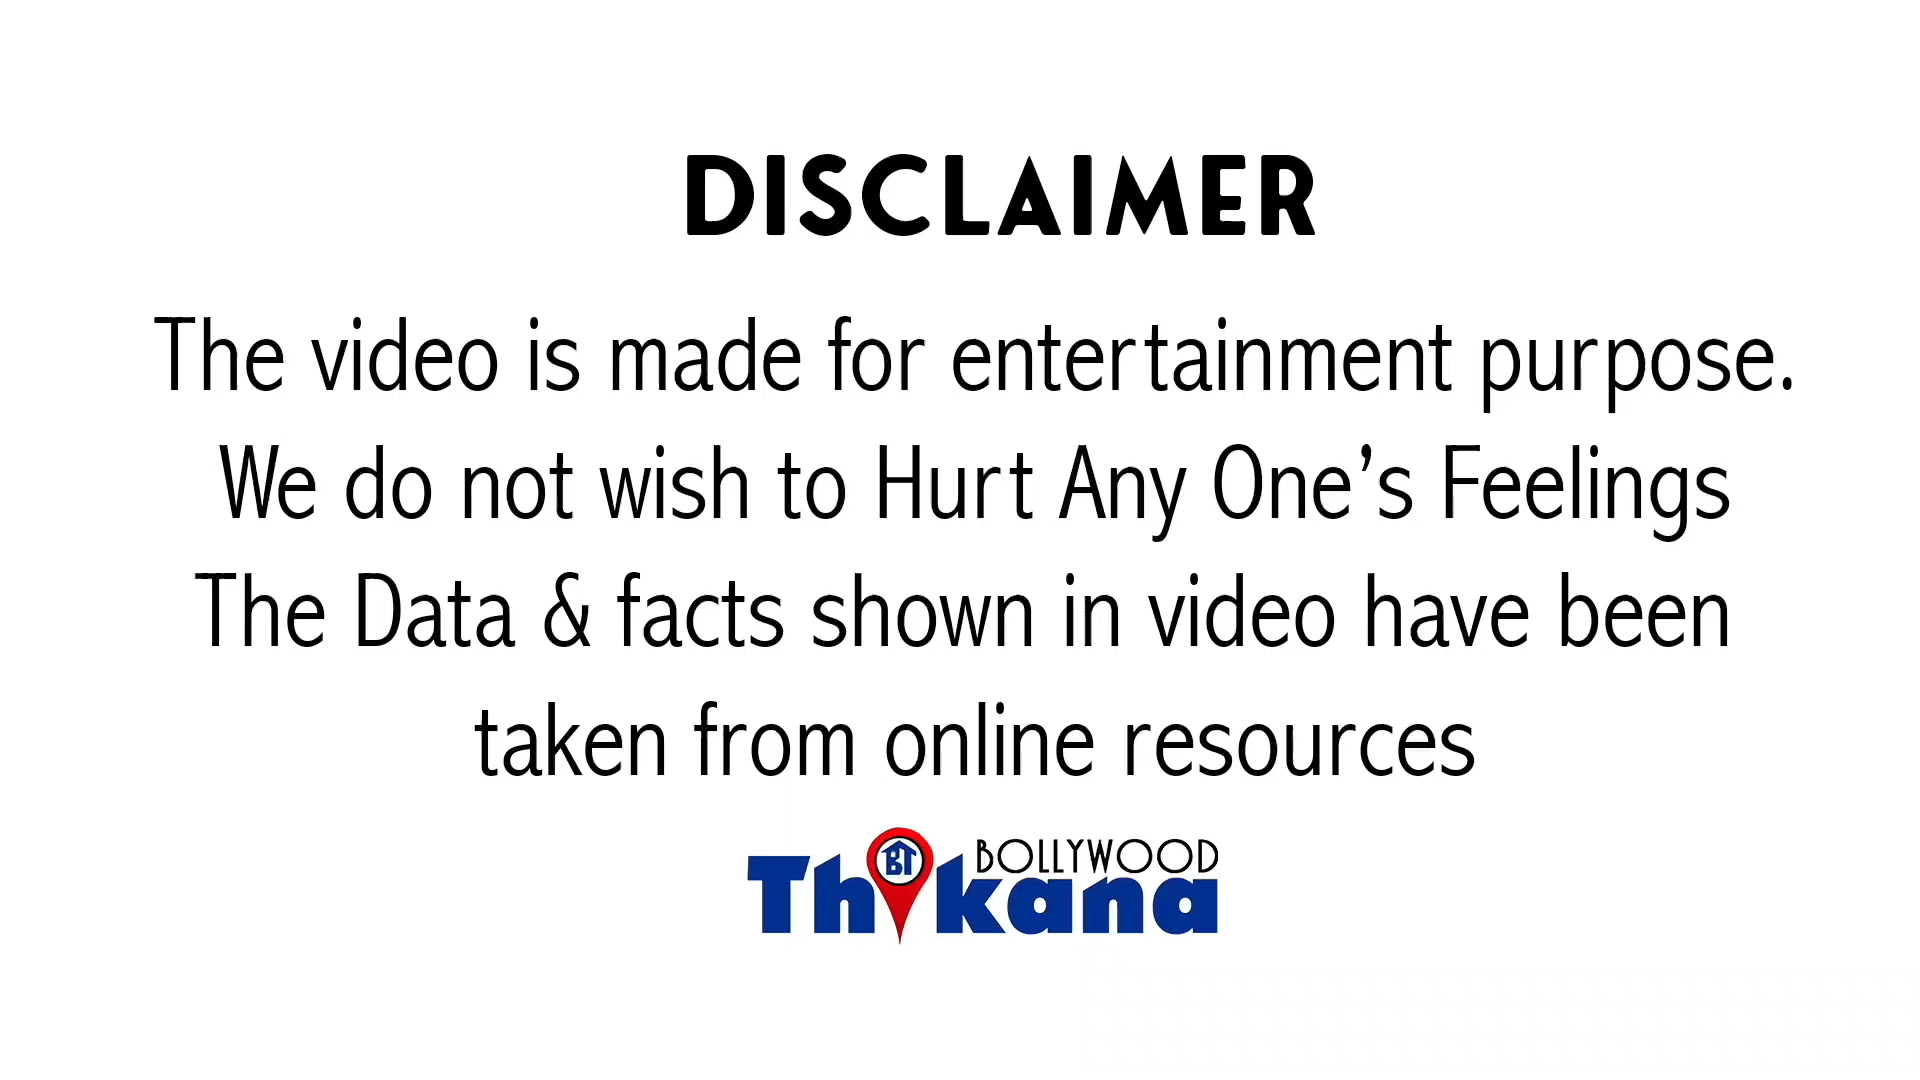 DISCLAIMER
The video is made for entertainment purpose.
We do not wish to Hurt Any One’s Feelings
The Data & facts shown in video have been
taken from online resources
BT
BOLLYWOOD
Thikana